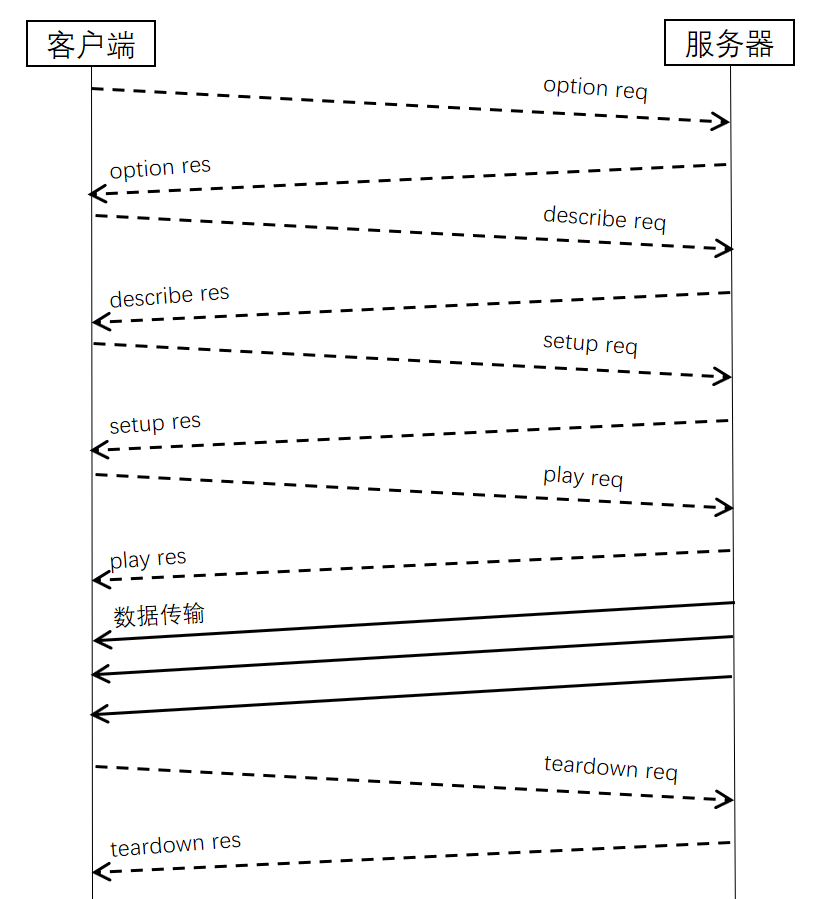 客户端
服务器
option req
option res
describe req
describe res
setup req
setup res
play req
play res
数据传输
teardown req
teardown res